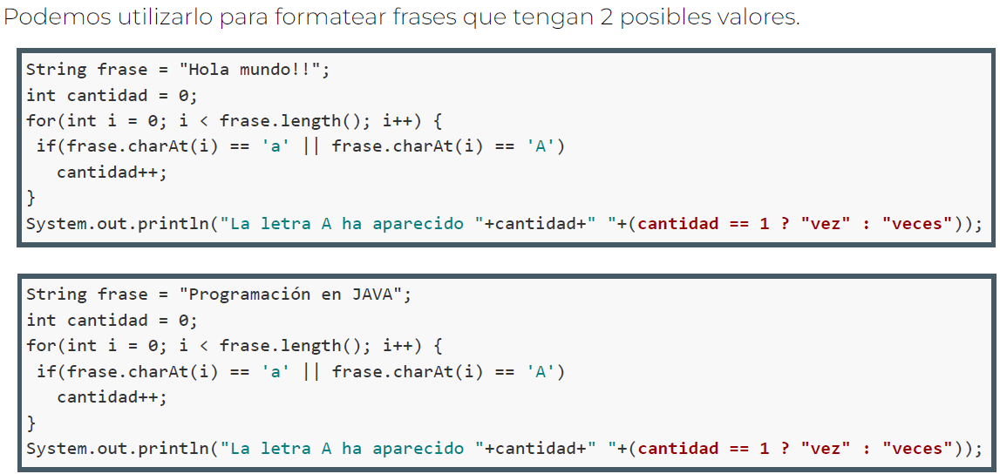 Podemos utilizarlo para formatear frases que tengan 2 posibles valores.
String frase = "Hola mundo!!";
int cantidad = 0;
for(int i = 0; i < frase.length(); i++) {
if(frase.charAt(i) == 'a' || frase.charAt(i) == 'A')
cantidad++;
}
System.out.println("La letra A ha aparecido "+cantidad+" "+(cantidad == 1 ? "vez" : "veces"));
String frase = "Programación en JAVA";
int cantidad = 0;
for(int i = 0; i < frase.length(); i++) {
if(frase.charAt(i) == 'a' || frase.charAt(i) == 'A')
cantidad++;
}
System.out.println("La letra A ha aparecido "+cantidad+" "+(cantidad == 1 ? "vez" : "veces"));